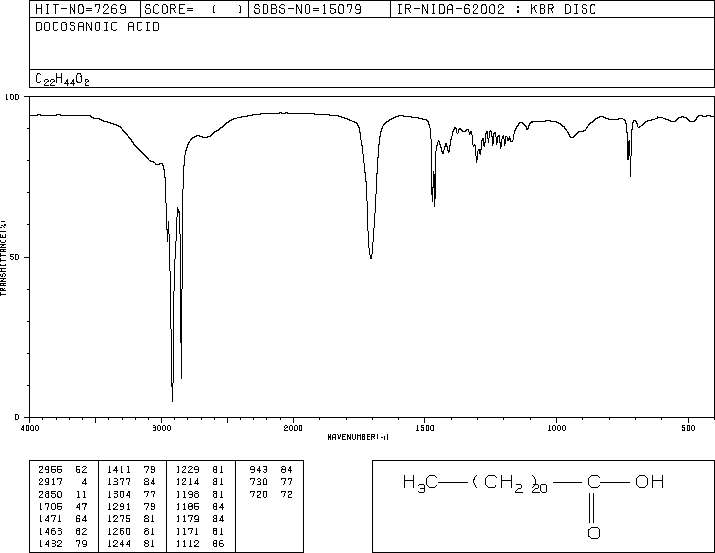 HIT-NO=7269 SCORE= ( ) SDBS-NO=15079 IR-NIDA-62002 : KBR DISC
DOCOSANOIC ACID
C22H44O2
100
50
0
TRANSMITTANCE(%)
4000 3000 2000 1500 1000 500
WAVENUMBER(-1)
2956 62 1411 79 1229 81 943 84
2917 4 1377 84 1214 81 730 77
2850 11 1304 77 1198 81 720 72
1705 47 1291 79 1186 84
1471 64 1275 81 1179 84
1463 62 1260 81 1171 81
1432 79 1244 81 1112 86
H3C—(CH2)20—C—OH
O